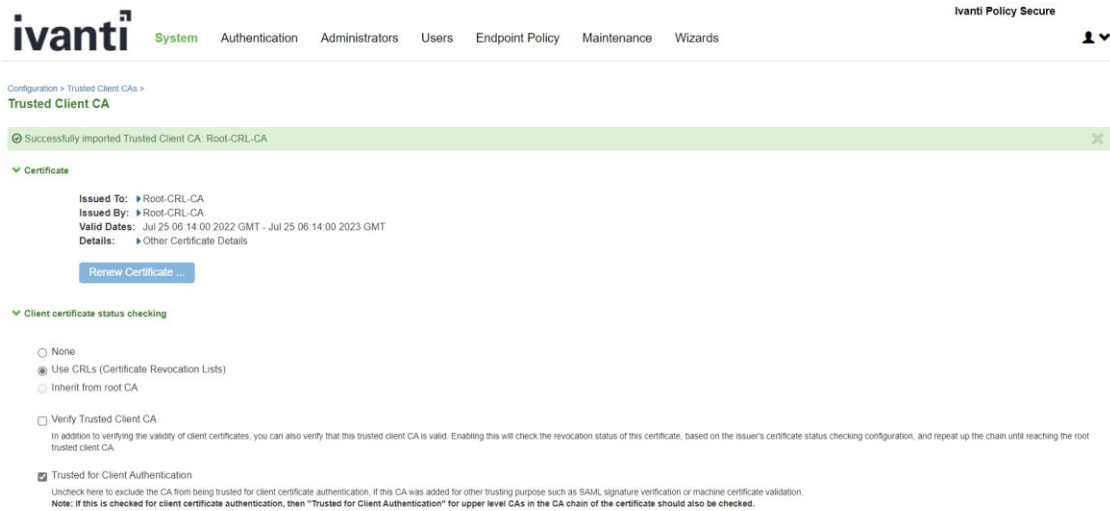 Ivanti Policy Secure
ivanti
System Authentication Administrators Users Endpoint Policy Maintenance Wizards
Configuration > Trusted Client CAs >
Trusted Client CA
Successfully imported Trusted Client CA: Root-CRL-CA
Certificate
Issued To: Root-CRL-CA
Issued By: Root-CRL-CA
Valid Dates: Jul 25 06:14:00 2022 GMT - Jul 25 06:14:00 2023 GMT
Details: Other Certificate Details
Renew Certificate ...
Client certificate status checking
None
Use CRLs (Certificate Revocation Lists)
Inherit from root CA
Verify Trusted Client CA
In addition to verifying the validity of client certificates, you can also verify that this trusted client CA is valid. Enabling this will check the revocation status of this certificate, based on the issuer's certificate status checking configuration, and repeat up the chain until reaching the root
trusted client CA.
Trusted for Client Authentication
Uncheck here to exclude the CA from being trusted for client certificate authentication, if this CA was added for other trusting purpose such as SAML signature verification or machine certificate validation.
Note: If this is checked for client certificate authentication, then "Trusted for Client Authentication" for upper level CAs in the CA chain of the certificate should also be checked.